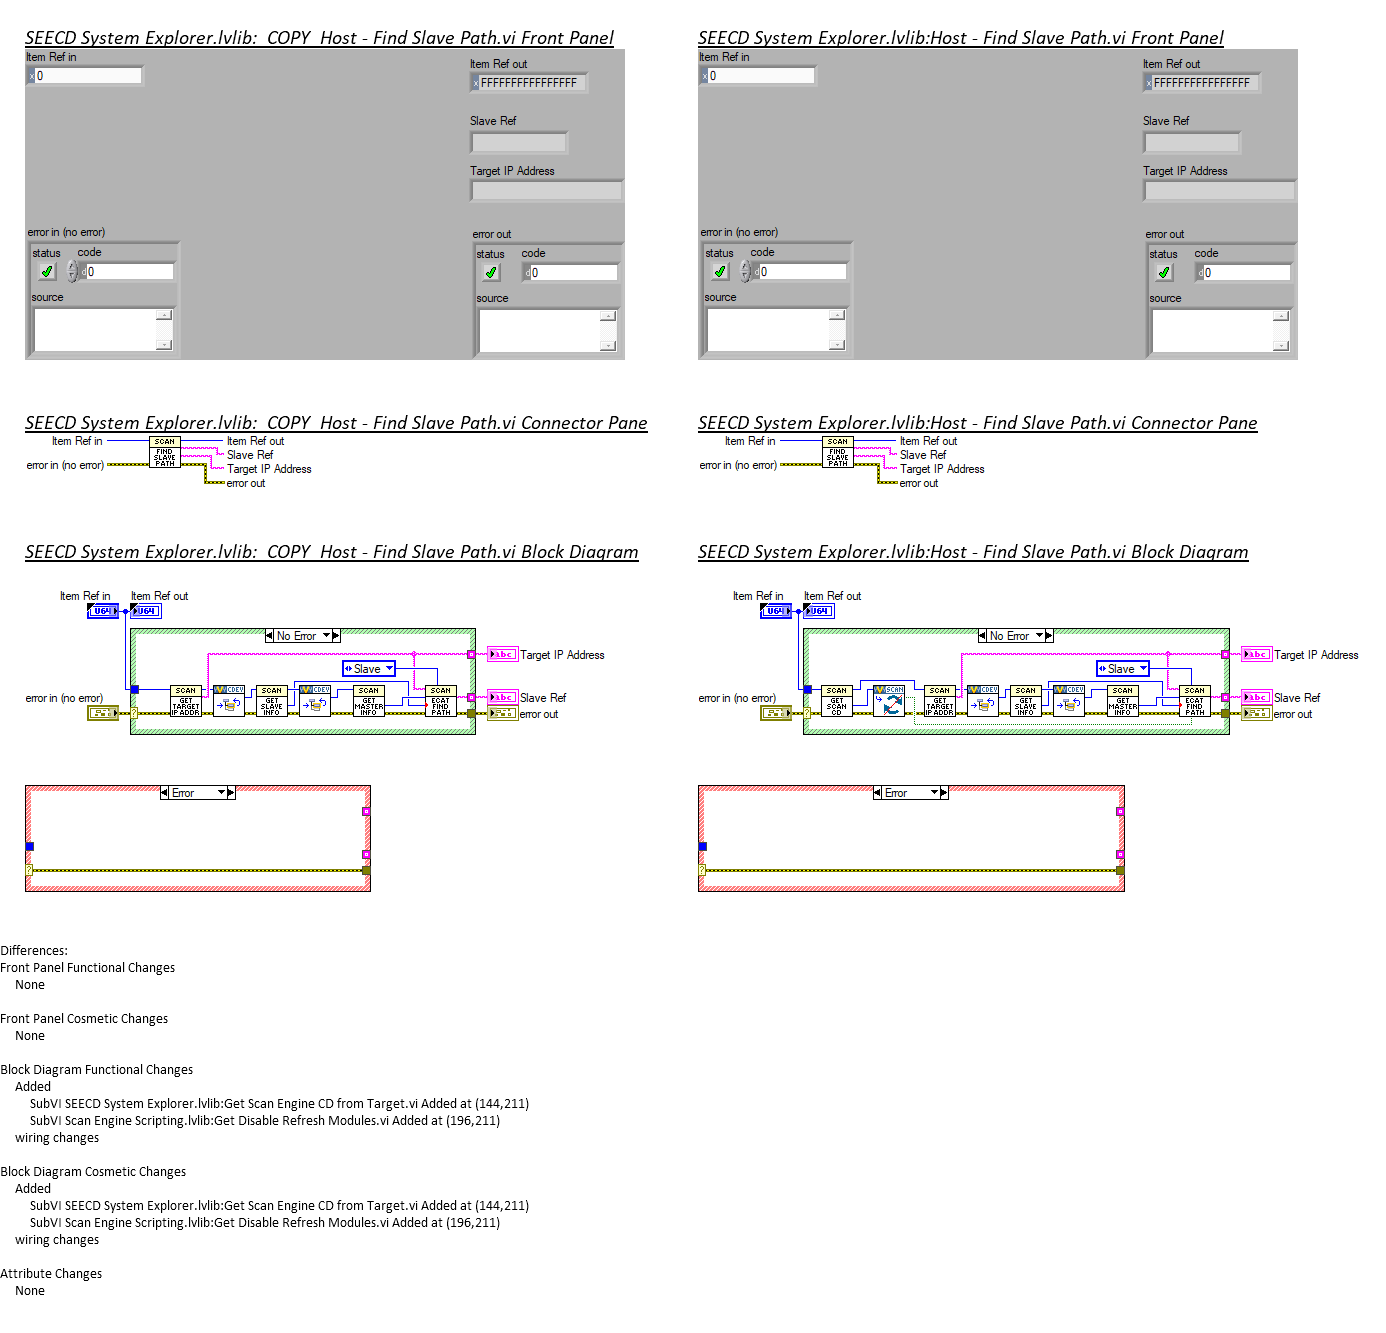 SEECD System Explorer.lvlib:_COPY_Host - Find Slave Path.vi Front Panel
Item Ref in
x 0
Item Ref out
x FFFFFFFFFFFFFFFF
Slave Ref
Target IP Address
error in (no error)
status code
d 0
source
error out
status code
d 0
source
SEECD System Explorer.lvlib:Host - Find Slave Path.vi Front Panel
Item Ref in
x 0
Item Ref out
x FFFFFFFFFFFFFFFF
Slave Ref
Target IP Address
error in (no error)
status code
d 0
source
error out
status code
d 0
source
SEECD System Explorer.lvlib:_COPY_Host - Find Slave Path.vi Connector Pane
Item Ref in
error in (no error)
SCAN
FIND
SLAVE
PATH
Item Ref out
Slave Ref
Target IP Address
error out
SEECD System Explorer.lvlib:Host - Find Slave Path.vi Connector Pane
Item Ref in
error in (no error)
SCAN
FIND
SLAVE
PATH
Item Ref out
Slave Ref
Target IP Address
error out
SEECD System Explorer.lvlib:_COPY_Host - Find Slave Path.vi Block Diagram
Item Ref in Item Ref out
U64 U64
No Error
abc Target IP Address
Slave
error in (no error)
SCAN
GET
TARGET
IP ADDR
CDEV
SCAN
GET
SLAVE
INFO
CDEV
SCAN
GET
MASTER
INFO
SCAN
ECAT
FIND
PATH
abc Slave Ref
error out
?
Error
?
SEECD System Explorer.lvlib:Host - Find Slave Path.vi Block Diagram
Item Ref in Item Ref out
U64 U64
No Error
abc Target IP Address
Slave
error in (no error)
SCAN
GET
SCAN
CD
SCAN
SCAN
GET
TARGET
IP ADDR
CDEV
SCAN
GET
SLAVE
INFO
CDEV
SCAN
GET
MASTER
INFO
SCAN
ECAT
FIND
PATH
abc Slave Ref
error out
?
Error
?
Differences:
Front Panel Functional Changes
None
Front Panel Cosmetic Changes
None
Block Diagram Functional Changes
Added
SubVI SEECD System Explorer.lvlib:Get Scan Engine CD from Target.vi Added at (144,211)
SubVI Scan Engine Scripting.lvlib:Get Disable Refresh Modules.vi Added at (196,211)
wiring changes
Block Diagram Cosmetic Changes
Added
SubVI SEECD System Explorer.lvlib:Get Scan Engine CD from Target.vi Added at (144,211)
SubVI Scan Engine Scripting.lvlib:Get Disable Refresh Modules.vi Added at (196,211)
wiring changes
Attribute Changes
None